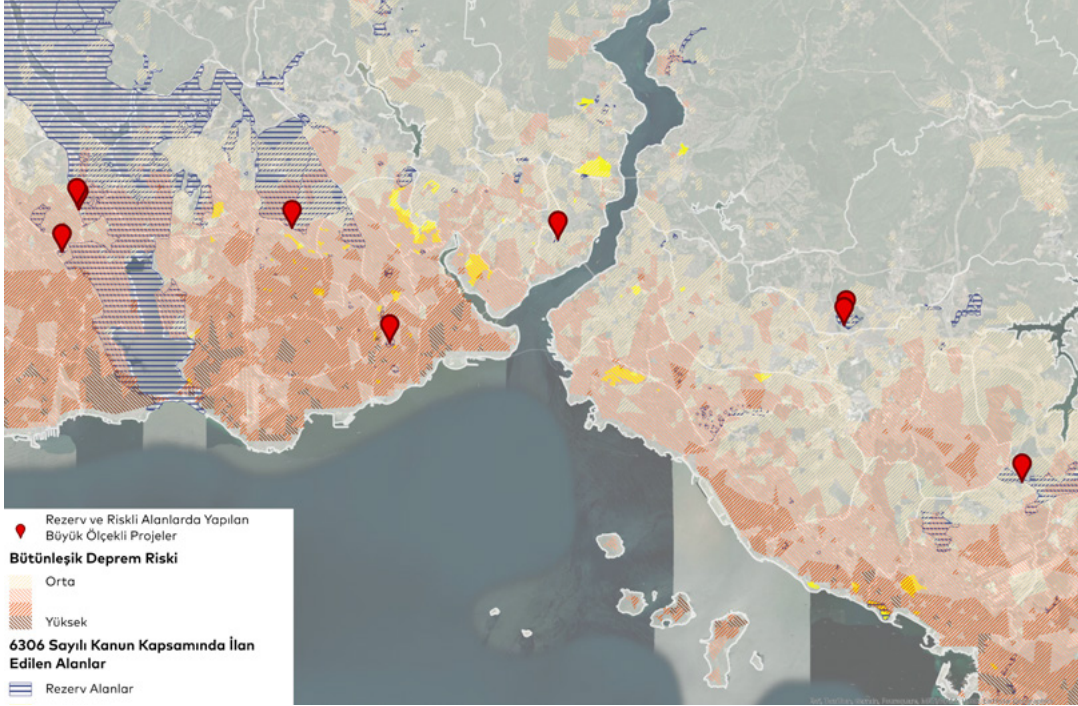 Rezerv ve Riskli Alanlarda Yapılan
Büyük Ölçekli Projeler
Bütünleşik Deprem Riski
Orta
Yüksek
6306 Sayılı Kanun Kapsamında İlan
Edilen Alanlar
Rezerv Alanlar